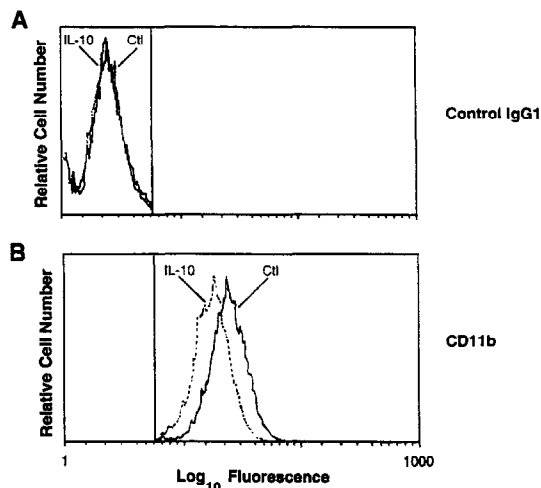 A
IL-10 Ctl
Relative Cell Number
Control IgG1
B
IL-10 Ctl
Relative Cell Number
CD11b
1 1000
Log10 Fluorescence